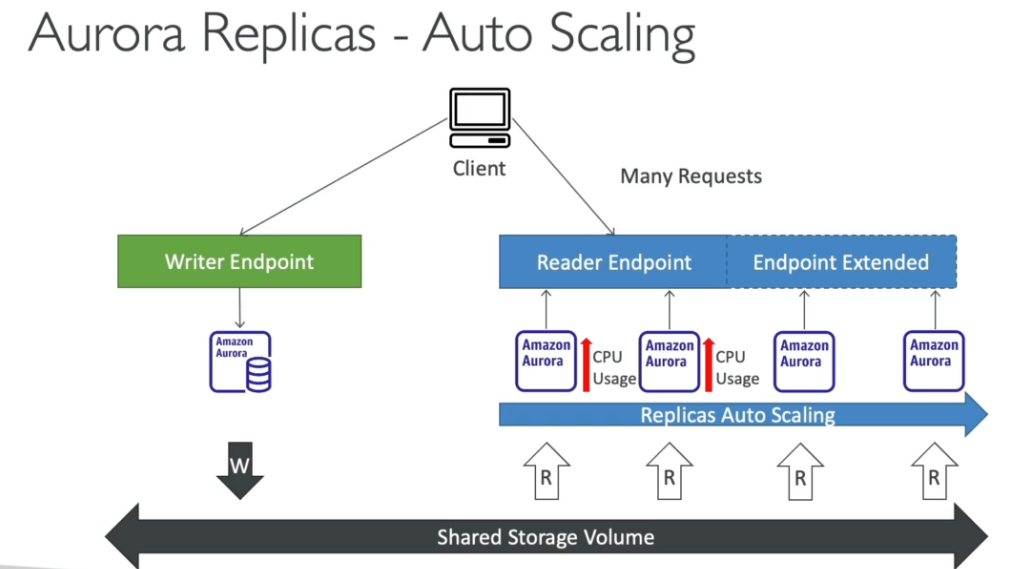 Aurora Replicas - Auto Scaling
Client
Many Requests
Writer Endpoint
Reader Endpoint
Endpoint Extended
Amazon
Aurora
Amazon
Aurora
CPU
Usage
Amazon
Aurora
CPU
Usage
Amazon
Aurora
Amazon
Aurora
Replicas Auto Scaling
W
R
R
R
R
Shared Storage Volume